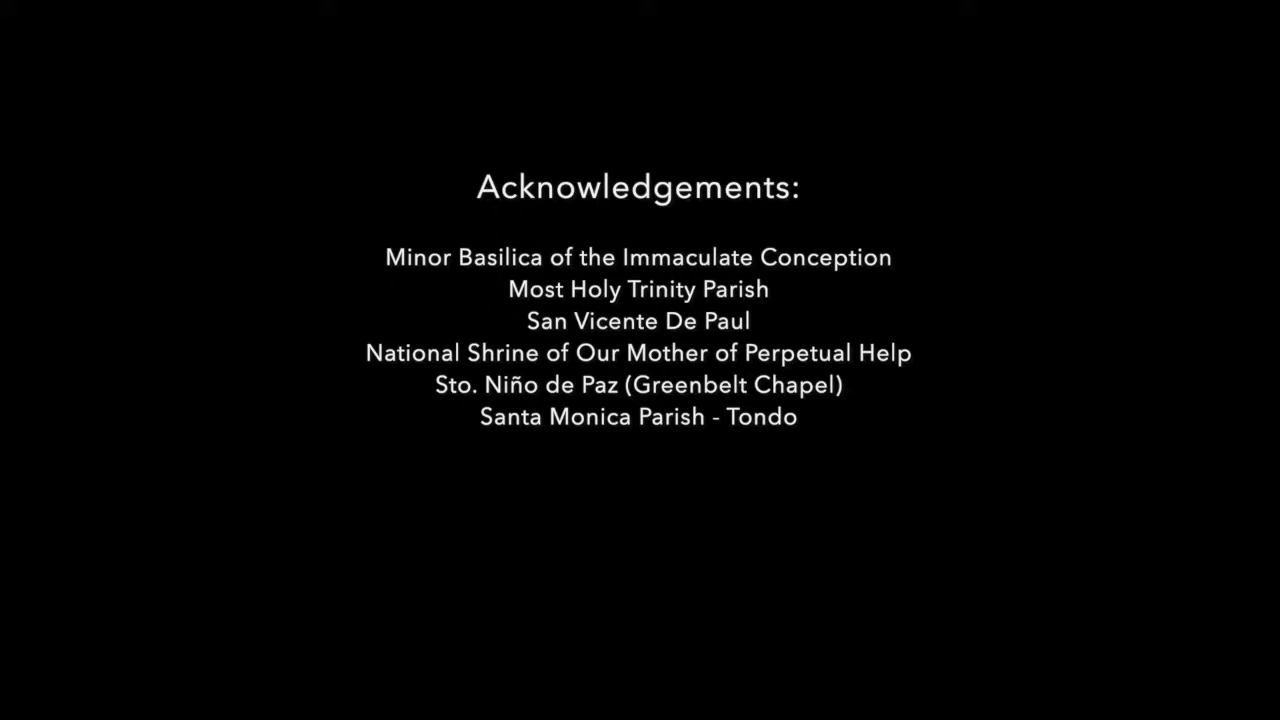 Acknowledgements:
Minor Basilica of the Immaculate Conception
Most Holy Trinity Parish
San Vicente De Paul
National Shrine of Our Mother of Perpetual Help
Sto. Niño de Paz (Greenbelt Chapel)
Santa Monica Parish - Tondo